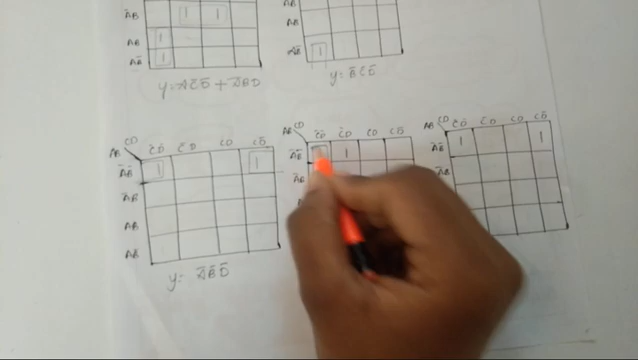 ĀB 1 1
AB 1
AB̄ 1
y = AC̄D̄ + ĀBD
AB
AB̄ 1
y = B̄C̄D̄
AB CD C̄D̄ C̄D CD CD̄
ĀB̄ 1 1
ĀB
AB
AB̄
y = ĀB̄D̄
AB CD C̄D̄ C̄D CD CD̄
ĀB̄ 1
AB CD C̄D̄ C̄D CD CD̄
ĀB̄ 1 1